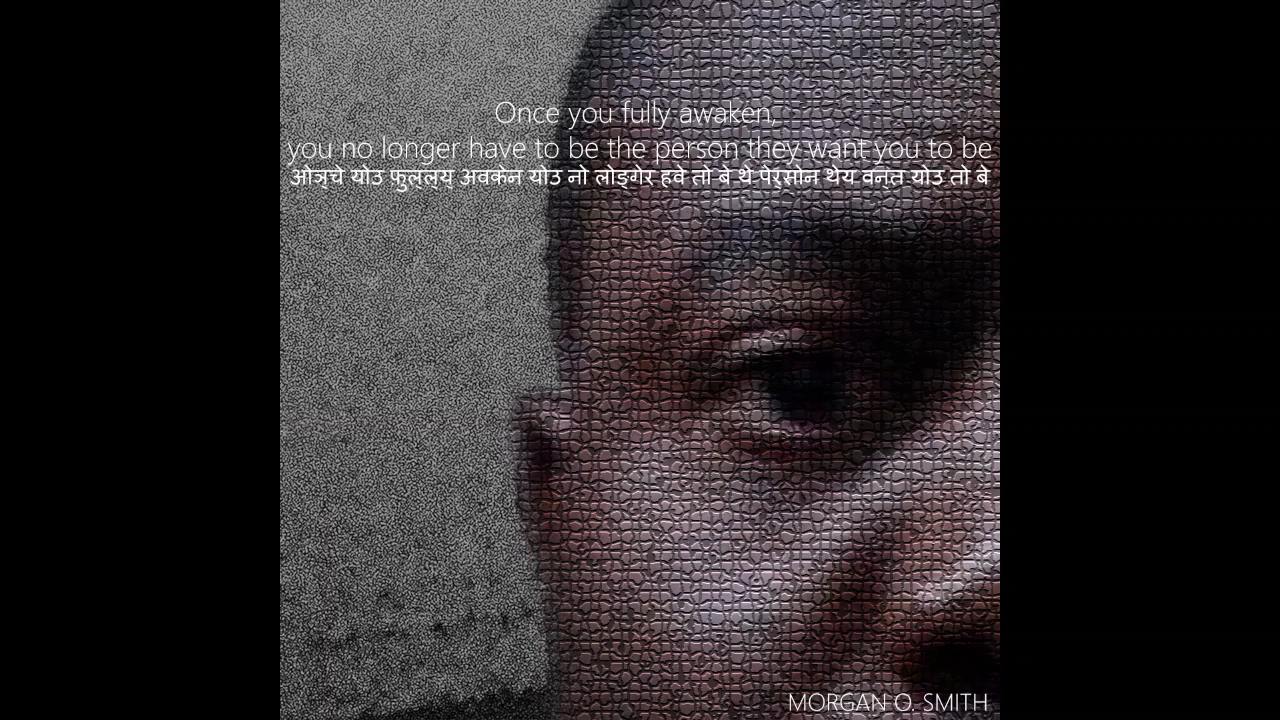 Once you fully awaken,
you no longer have to be the person they want you to be
ओञ्चे योउ फ़ुल्ल्य् अवकेन योउ नो लोङ्गेर् हवे तो बे थे पेर्सोन थेय वन्त योउ तो बे
MORGAN O. SMITH